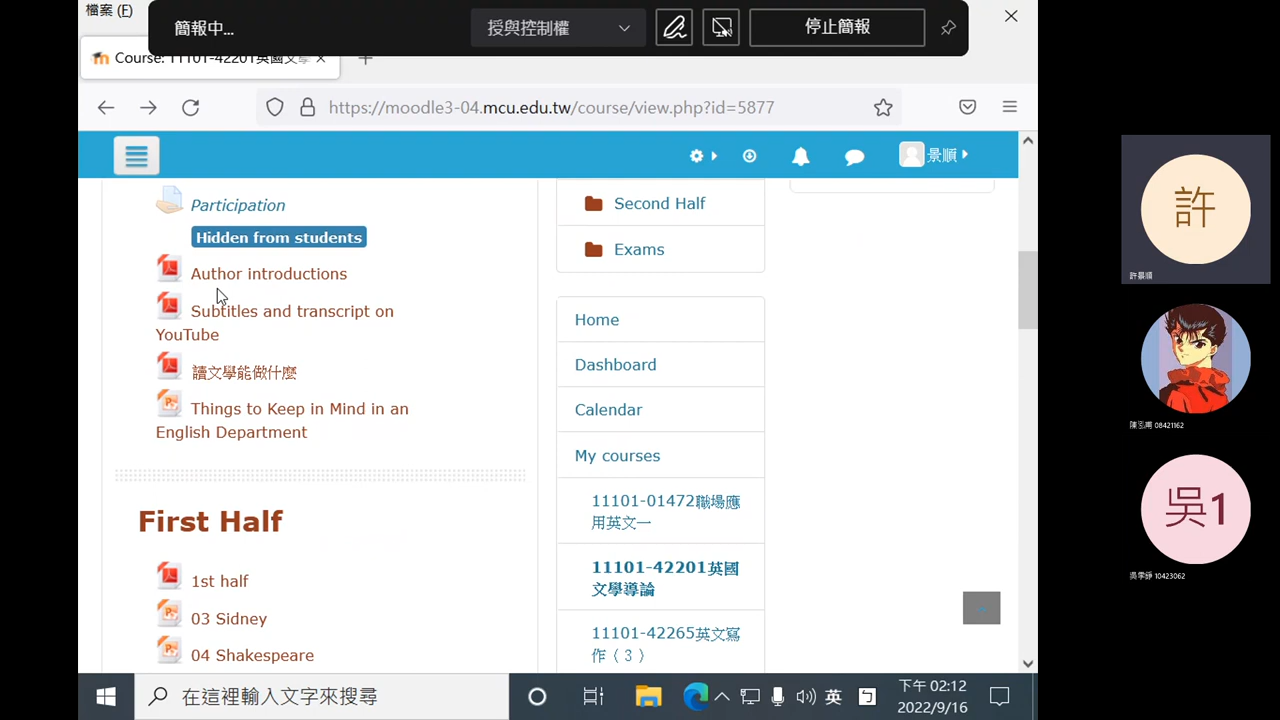 檔案 (F)
簡報中...
授與控制權
停止簡報
Course: 11101-42201英國文學
https://moodle3-04.mcu.edu.tw/course/view.php?id=5877
景順
Participation
Hidden from students
Author introductions
Subtitles and transcript on
YouTube
讀文學能做什麼
Things to Keep in Mind in an
English Department
First Half
1st half
03 Sidney
04 Shakespeare
Second Half
Exams
Home
Dashboard
Calendar
My courses
11101-01472職場應
用英文一
11101-42201英國
文學導論
11101-42265英文寫
作（3）
許
許景順
陳泓甫 08421162
吳1
10423062
在這裡輸入文字來搜尋
英
ㄅ
下午 02:12
2022/9/16